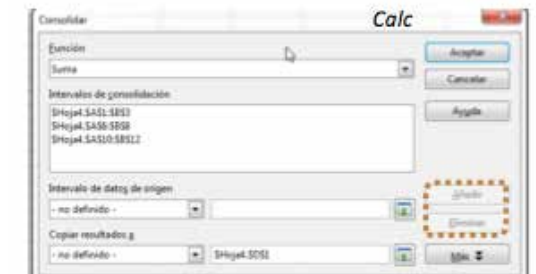 Consolidar
Calc
Función
Aceptar
Suma
Cancelar
Intervalos de consolidación
Ayuda
$Hoja4.$A$1:$B$3
$Hoja4.$A$6:$B$8
$Hoja4.$A$10:$B$12
Intervalo de datos de origen
Añadir
- no definido -
Eliminar
Copiar resultados a
- no definido -
$Hoja4.$D$1
Más